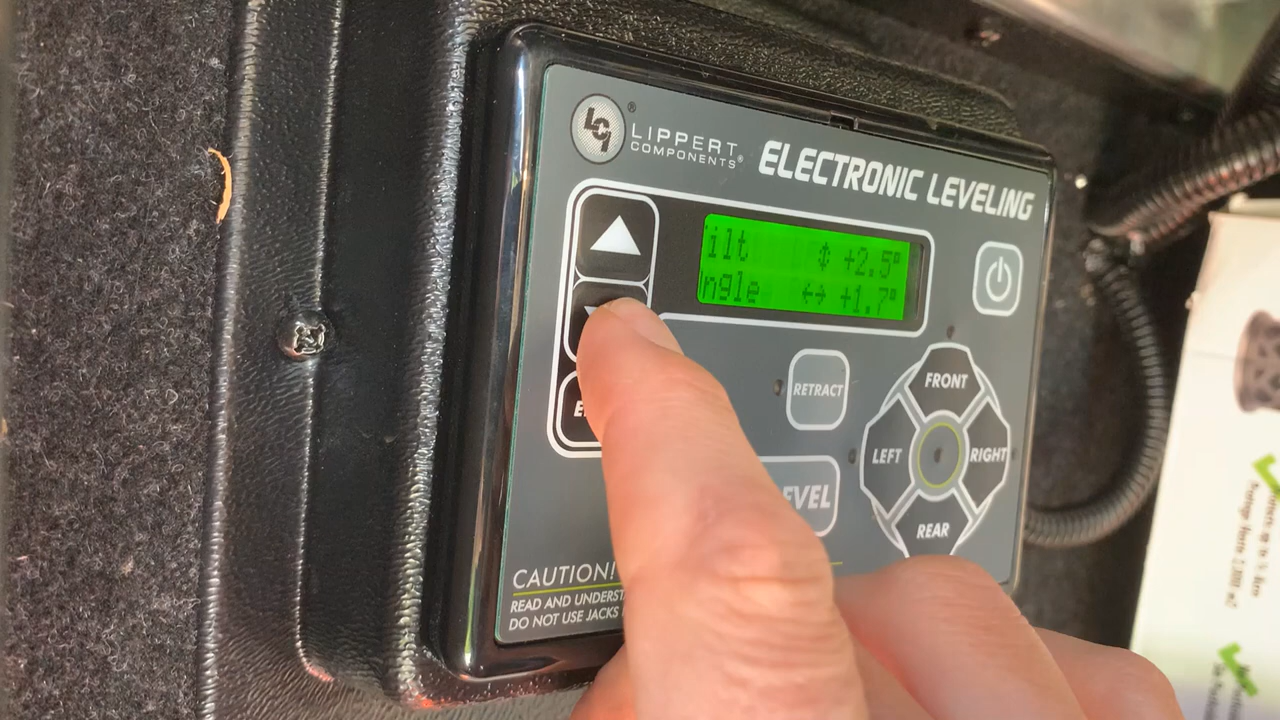 LCI ® LIPPERT
COMPONENTS®
ELECTRONIC LEVELING
ilt ↕ +2.5°
ngle ↔ +1.7°
RETRACT
FRONT
LEFT
RIGHT
REAR
EVEL
CAUTION!
READ AND UNDERST
DO NOT USE JACKS